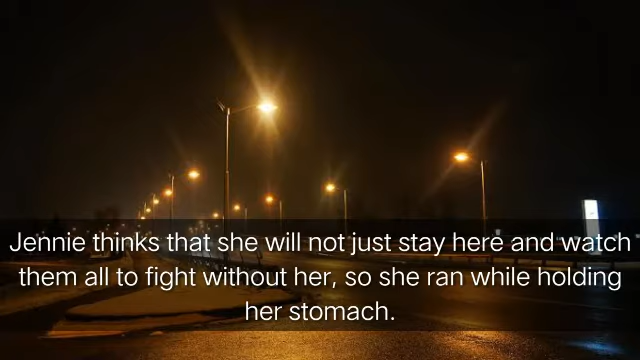 Jennie thinks that she will not just stay here and watch
them all to fight without her, so she ran while holding
her stomach.